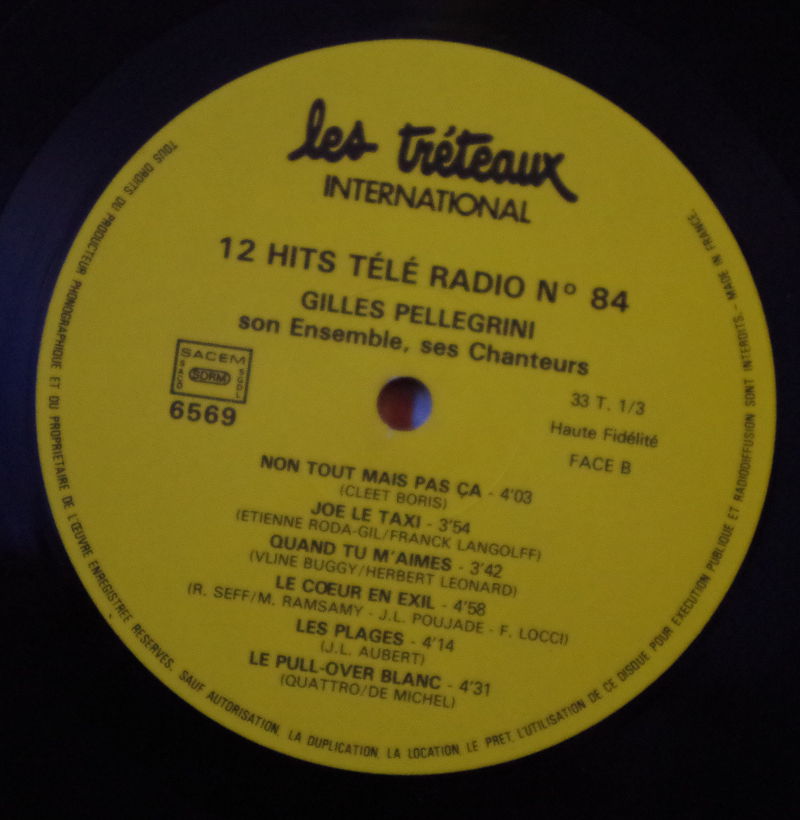 les tréteaux
INTERNATIONAL
12 HITS TÉLÉ RADIO N° 84
GILLES PELLEGRINI
son Ensemble, ses Chanteurs
SACEM
SACD
SDRM
SGDL
6569
33 T. 1/3
Haute Fidélité
FACE B
NON TOUT MAIS PAS ÇA - 4'03
(CLEET BORIS)
JOE LE TAXI - 3'54
(ETIENNE RODA-GIL/FRANCK LANGOLFF)
QUAND TU M'AIMES - 3'42
(VLINE BUGGY/HERBERT LEONARD)
LE CŒUR EN EXIL - 4'58
(R. SEFF/M. RAMSAMY - J.L. POUJADE - F. LOCCI)
LES PLAGES - 4'14
(J.L. AUBERT)
LE PULL-OVER BLANC - 4'31
(QUATTRO/DE MICHEL)
TOUS DROITS DU PRODUCTEUR PHONOGRAPHIQUE ET DU PROPRIETAIRE DE L'ŒUVRE ENREGISTREE RESERVES. SAUF AUTORISATION, LA DUPLICATION, LA LOCATION, LE PRET, L'UTILISATION DE CE DISQUE POUR EXECUTION PUBLIQUE ET RADIODIFFUSION SONT INTERDITS - MADE IN FRANCE.